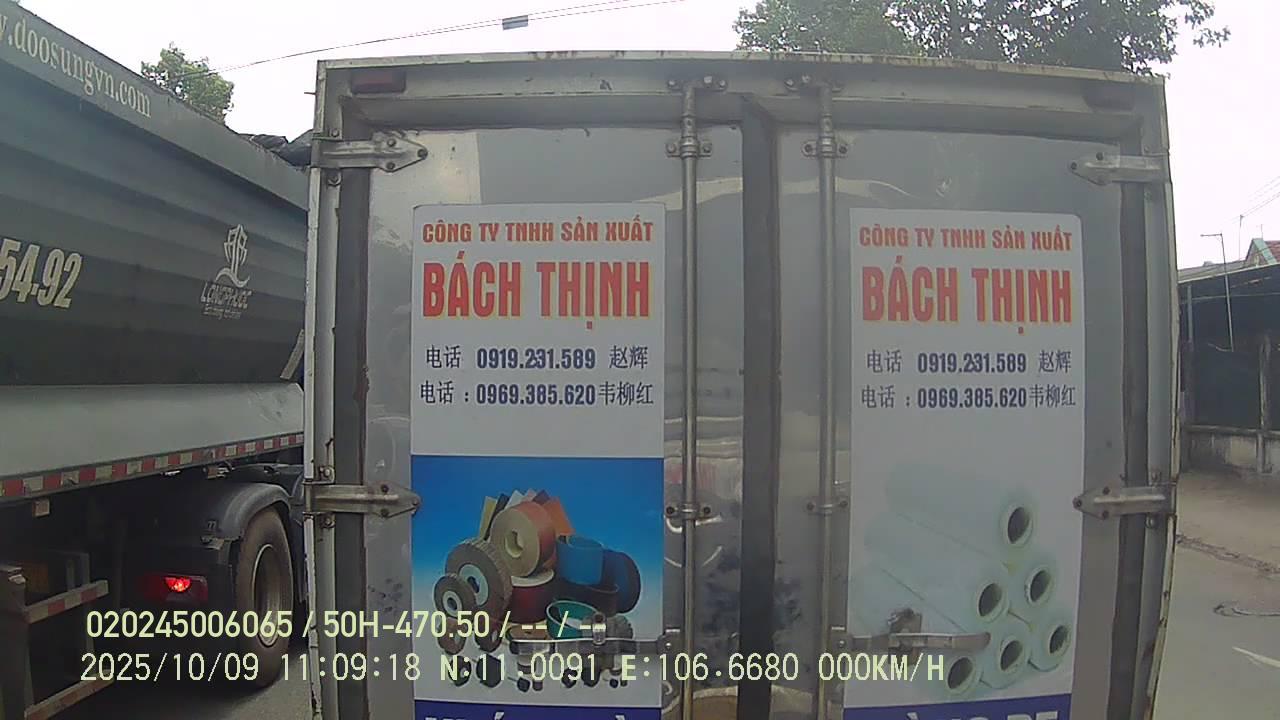 .doosungvn.com
54.92
LONGPHUOC
CÔNG TY TNHH SẢN XUẤT
BÁCH THỊNH
电话 0919.231.589 赵辉
电话 : 0969.385.620 韦柳红
CÔNG TY TNHH SẢN XUẤT
BÁCH THỊNH
电话 0919.231.589 赵辉
电话 : 0969.385.620 韦柳红
020245006065 / 50H-470.50 / -- / --
2025/10/09 11:09:18 N:11.0091 E:106.6680 000KM/H